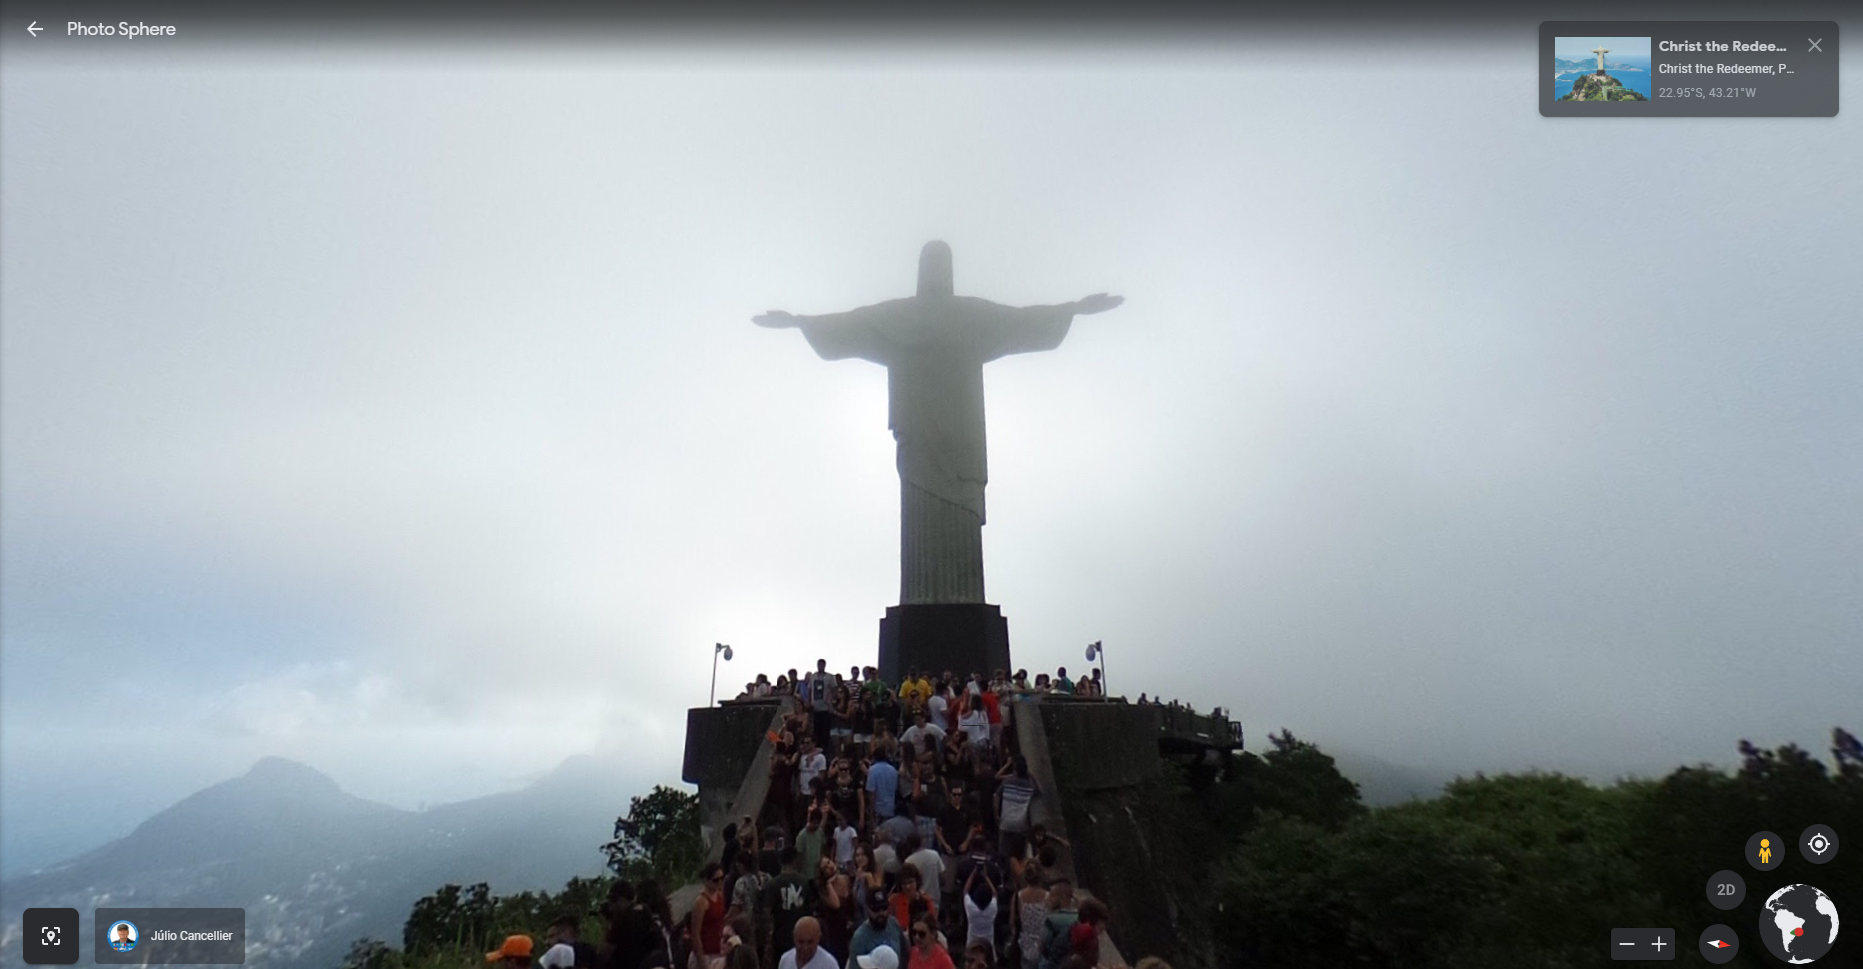 Photo Sphere
Christ the Redee...
Christ the Redeemer, P...
22.95°S, 43.21°W
2D
Júlio Cancellier